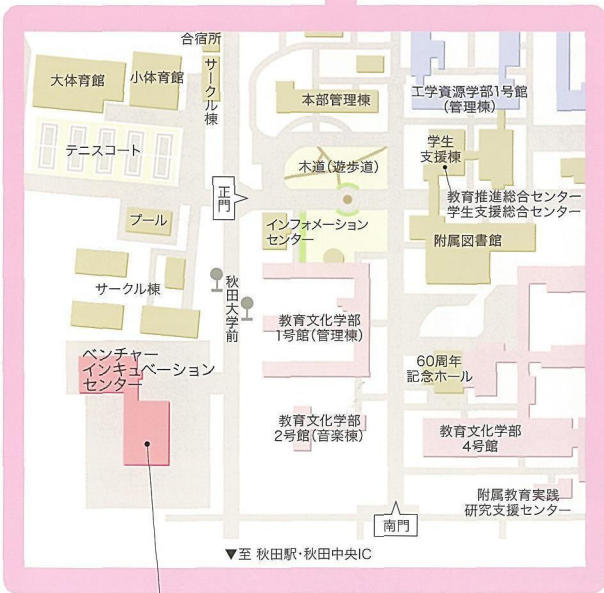 合宿所
大体育館
小体育館
サークル棟
本部管理棟
工学資源学部1号館
(管理棟)
テニスコート
木道(遊歩道)
学生
支援棟
正門
教育推進総合センター
学生支援総合センター
プール
インフォメーション
センター
附属図書館
サークル棟
秋田大学前
教育文化学部
1号館(管理棟)
ベンチャー
インキュベーション
センター
60周年
記念ホール
教育文化学部
2号館(音楽棟)
教育文化学部
4号館
附属教育実践
研究支援センター
南門
▼至 秋田駅・秋田中央IC